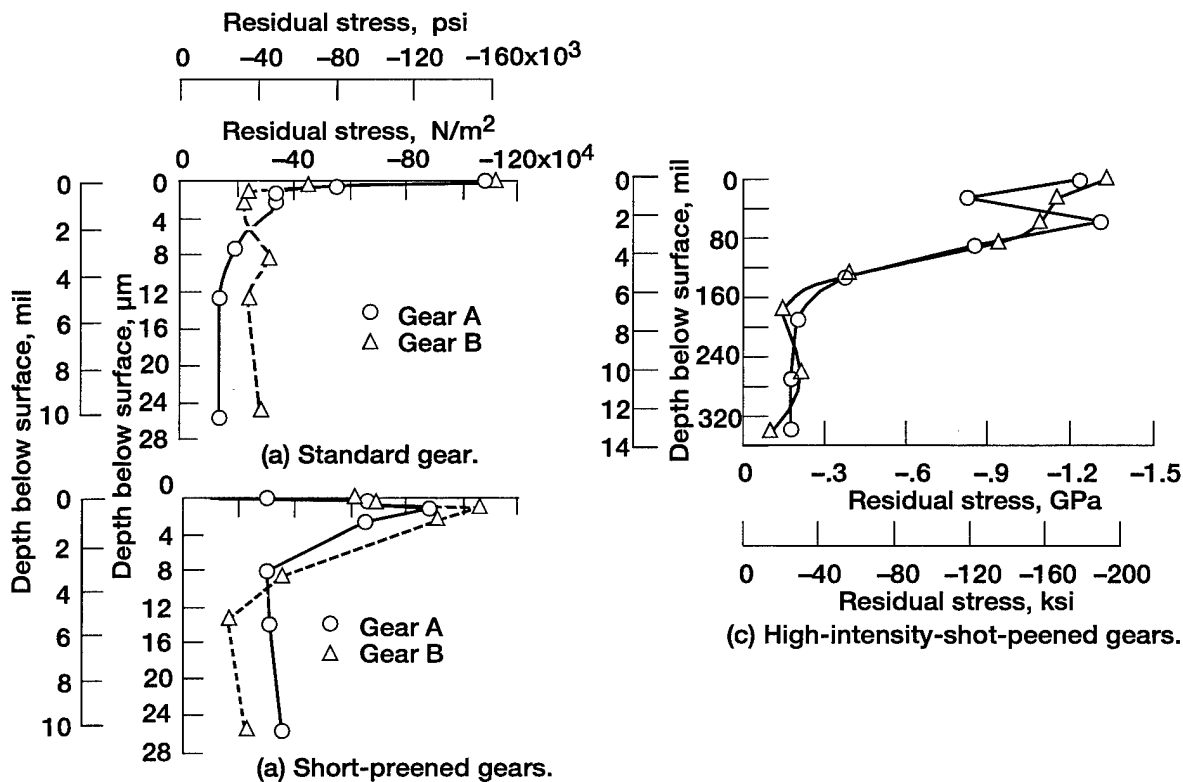 Residual stress, psi
0 −40 −80 −120 −160x10³
Residual stress, N/m²
0 −40 −80 −120x10⁴
Depth below surface, mil
0
2
4
6
8
10
Depth below surface, µm
0
4
8
12
16
20
24
28
Gear A
Gear B
(a) Standard gear.
0
2
4
6
8
10
0
4
8
12
16
20
24
28
Gear A
Gear B
(a) Short-preened gears.
0
2
4
6
8
10
12
14
Depth below surface, mil
0
80
160
240
320
0 −.3 −.6 −.9 −1.2 −1.5
Residual stress, GPa
0 −40 −80 −120 −160 −200
Residual stress, ksi
(c) High-intensity-shot-peened gears.